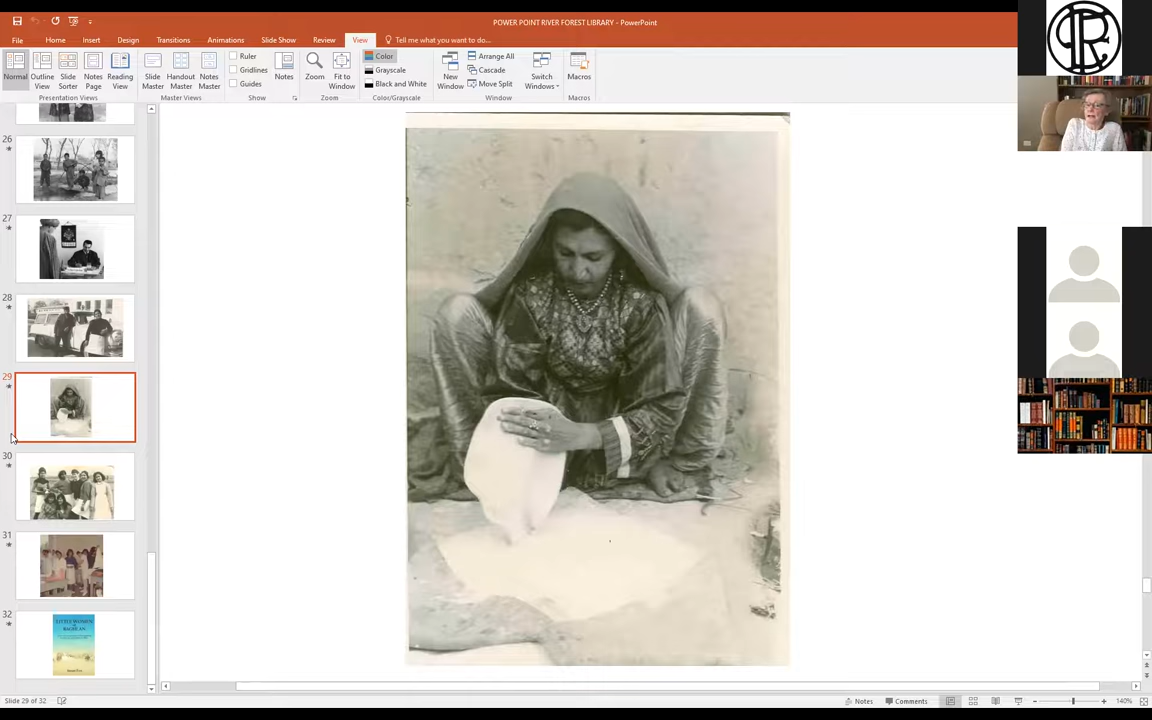 POWER POINT RIVER FOREST LIBRARY - PowerPoint
File Home Insert Design Transitions Animations Slide Show Review View Tell me what you want to do...
Normal Outline View Slide Sorter Notes Page Reading View
Presentation Views
Slide Master Handout Master Notes Master
Master Views
Ruler
Gridlines
Guides
Show
Notes
Zoom Fit to Window
Zoom
Color
Grayscale
Black and White
Color/Grayscale
New Window
Arrange All
Cascade
Move Split
Switch Windows
Window
Macros
Macros
26
27
28
29
30
31
32
LITTLE WOMEN
BAGHLAN
Slide 29 of 32
Notes Comments 140%